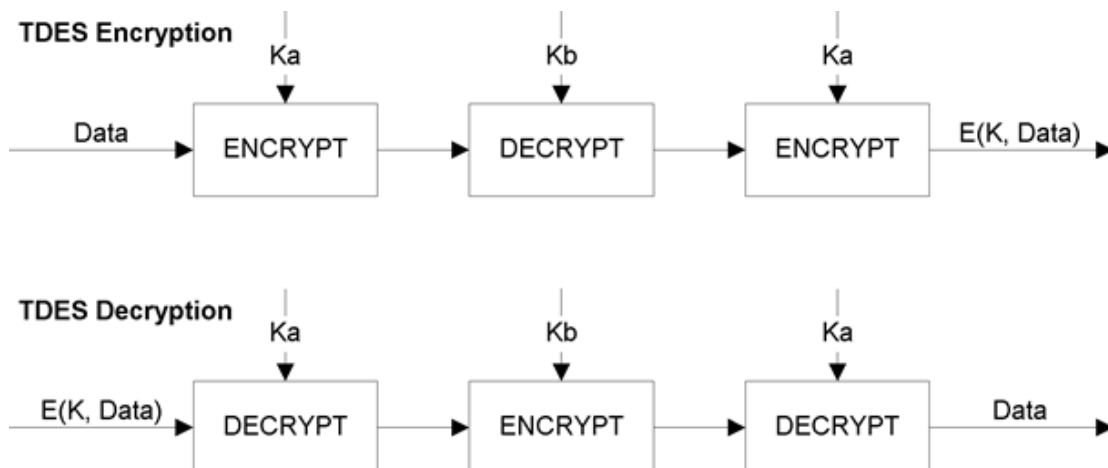 TDES Encryption
Ka Kb Ka
Data ENCRYPT DECRYPT ENCRYPT E(K, Data)
TDES Decryption
Ka Kb Ka
E(K, Data) DECRYPT ENCRYPT DECRYPT Data